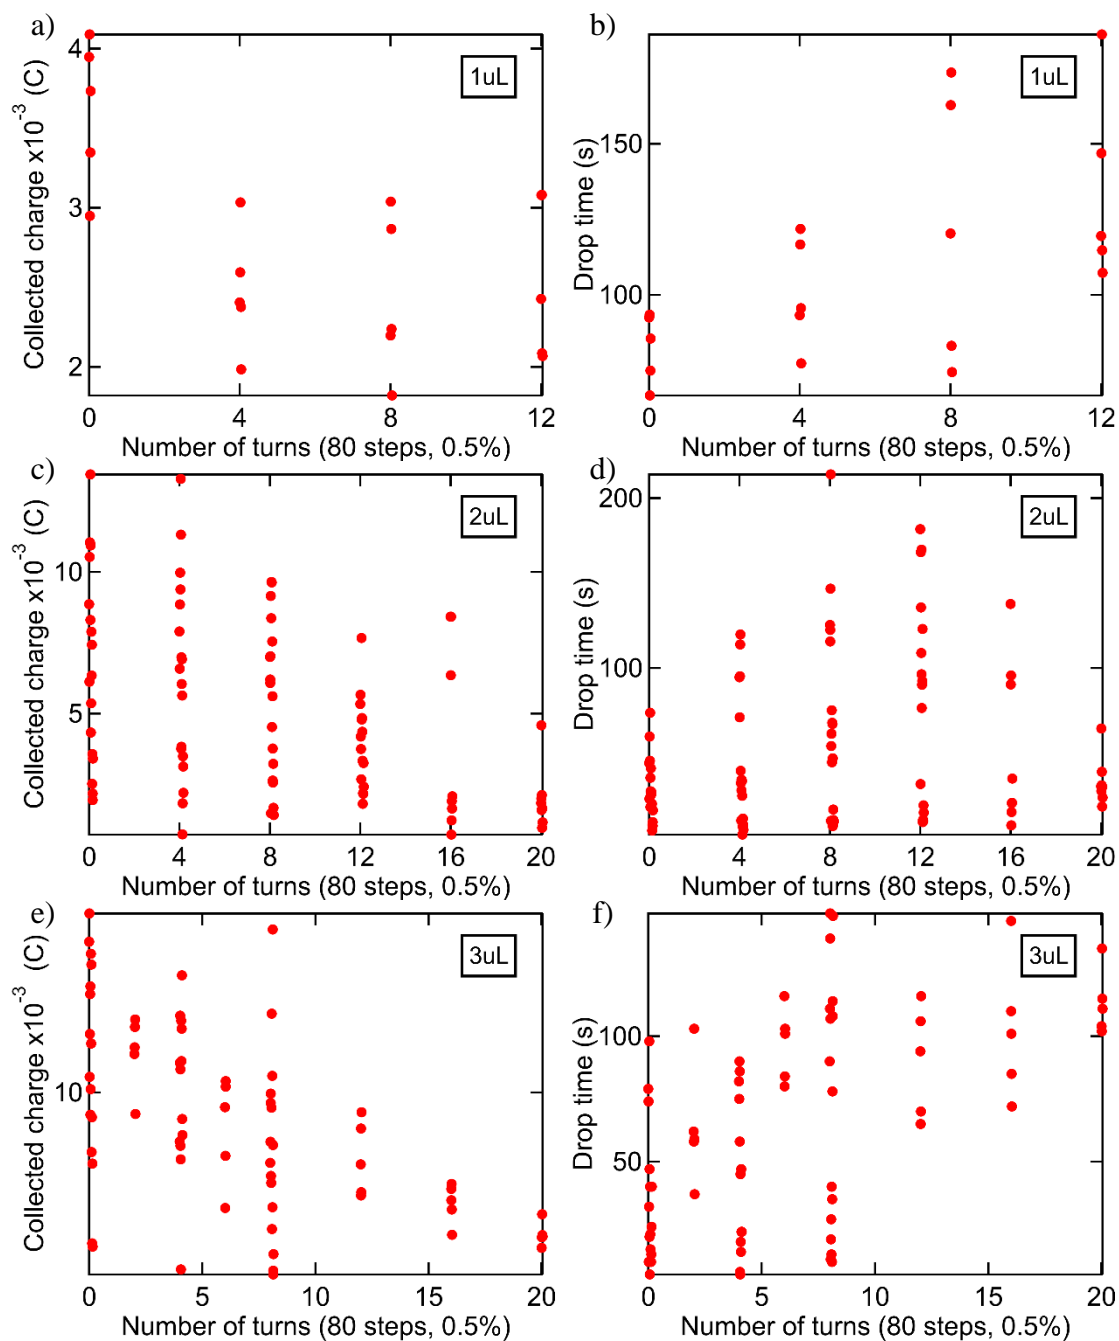 a)
b)
Collected charge x10⁻³ (C)
4
3
2
1uL
0
4
8
12
Number of turns (80 steps, 0.5%)
Drop time (s)
150
100
1uL
0
4
8
12
Number of turns (80 steps, 0.5%)
c)
d)
Collected charge x10⁻³ (C)
10
5
2uL
0
4
8
12
16
20
Number of turns (80 steps, 0.5%)
Drop time (s)
200
100
2uL
0
4
8
12
16
20
Number of turns (80 steps, 0.5%)
e)
f)
Collected charge x10⁻³ (C)
10
3uL
0
5
10
15
20
Number of turns (80 steps, 0.5%)
Drop time (s)
100
50
3uL
0
5
10
15
20
Number of turns (80 steps, 0.5%)